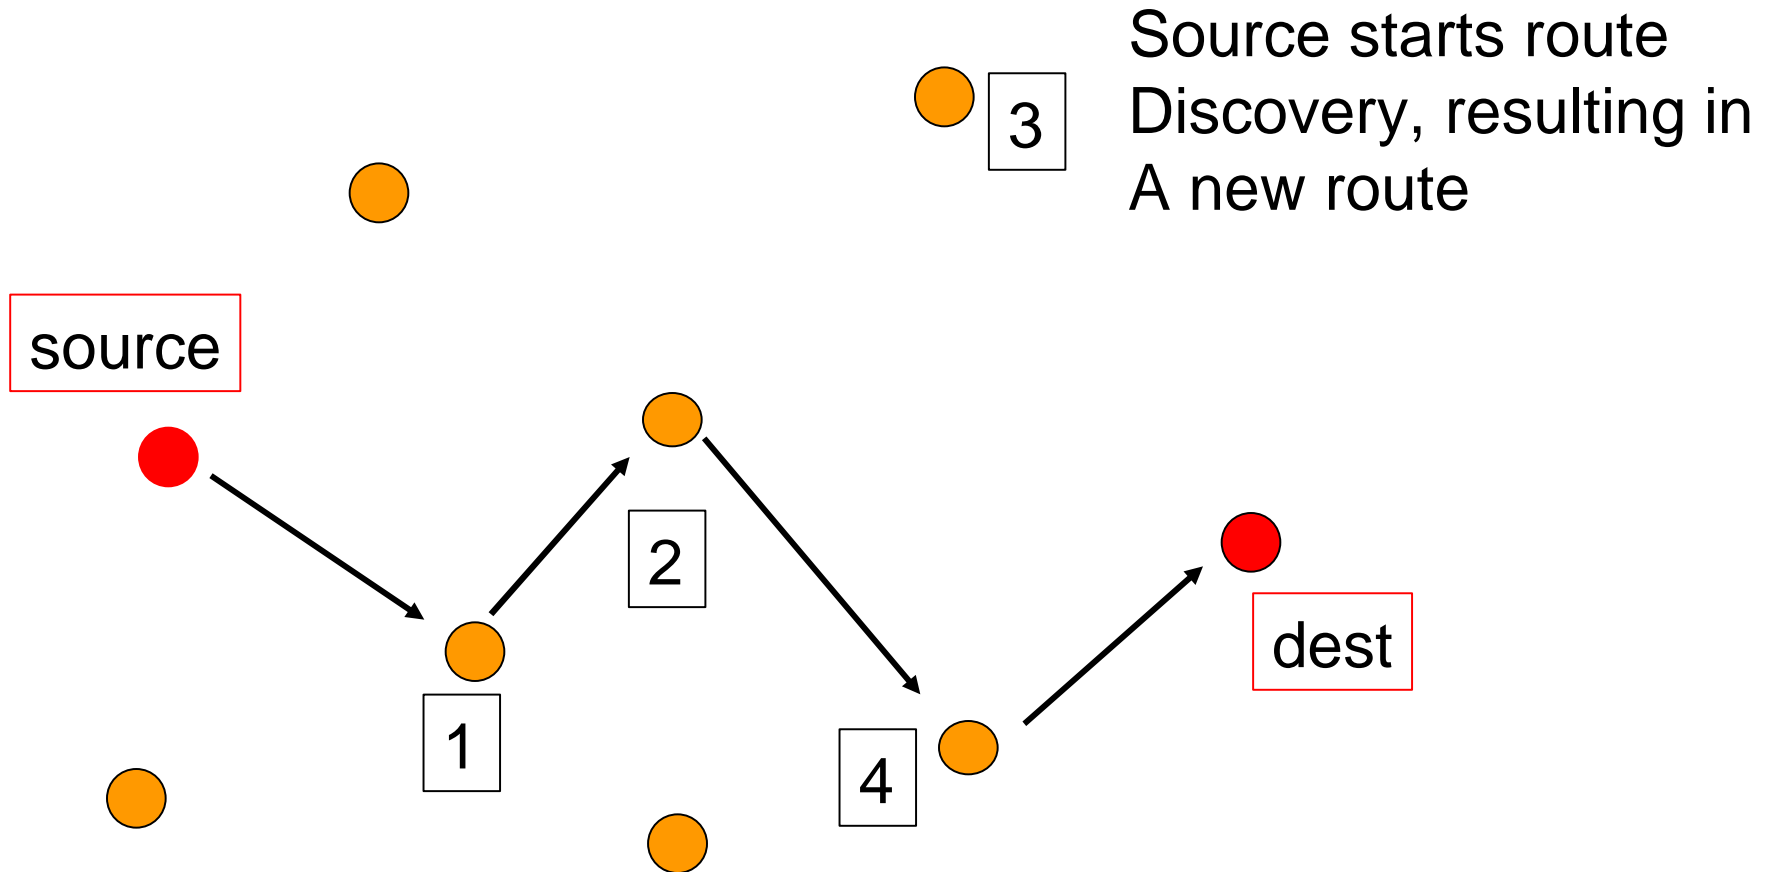 Source starts route
Discovery, resulting in
A new route
3
source
2
dest
1
4